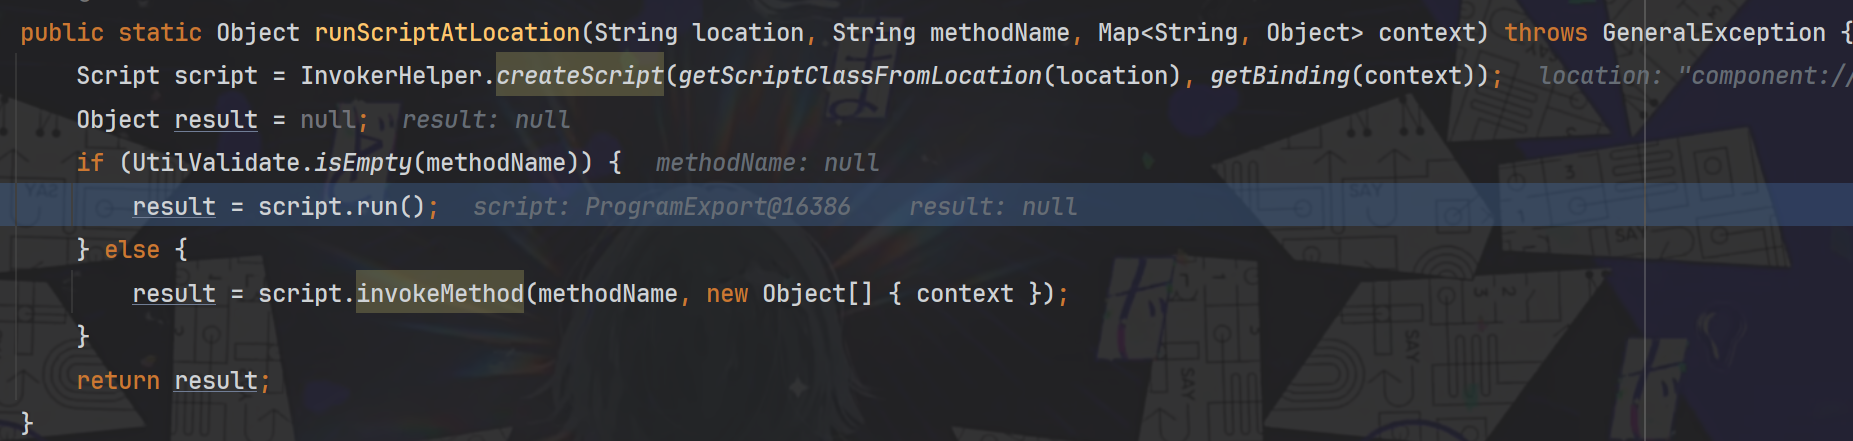 public static Object runScriptAtLocation(String location, String methodName, Map<String, Object> context) throws GeneralException {
Script script = InvokerHelper.createScript(getScriptClassFromLocation(location), getBinding(context)); location: "component://
Object result = null; result: null
if (UtilValidate.isEmpty(methodName)) { methodName: null
result = script.run(); script: ProgramExport@16386 result: null
} else {
result = script.invokeMethod(methodName, new Object[] { context });
}
return result;
}